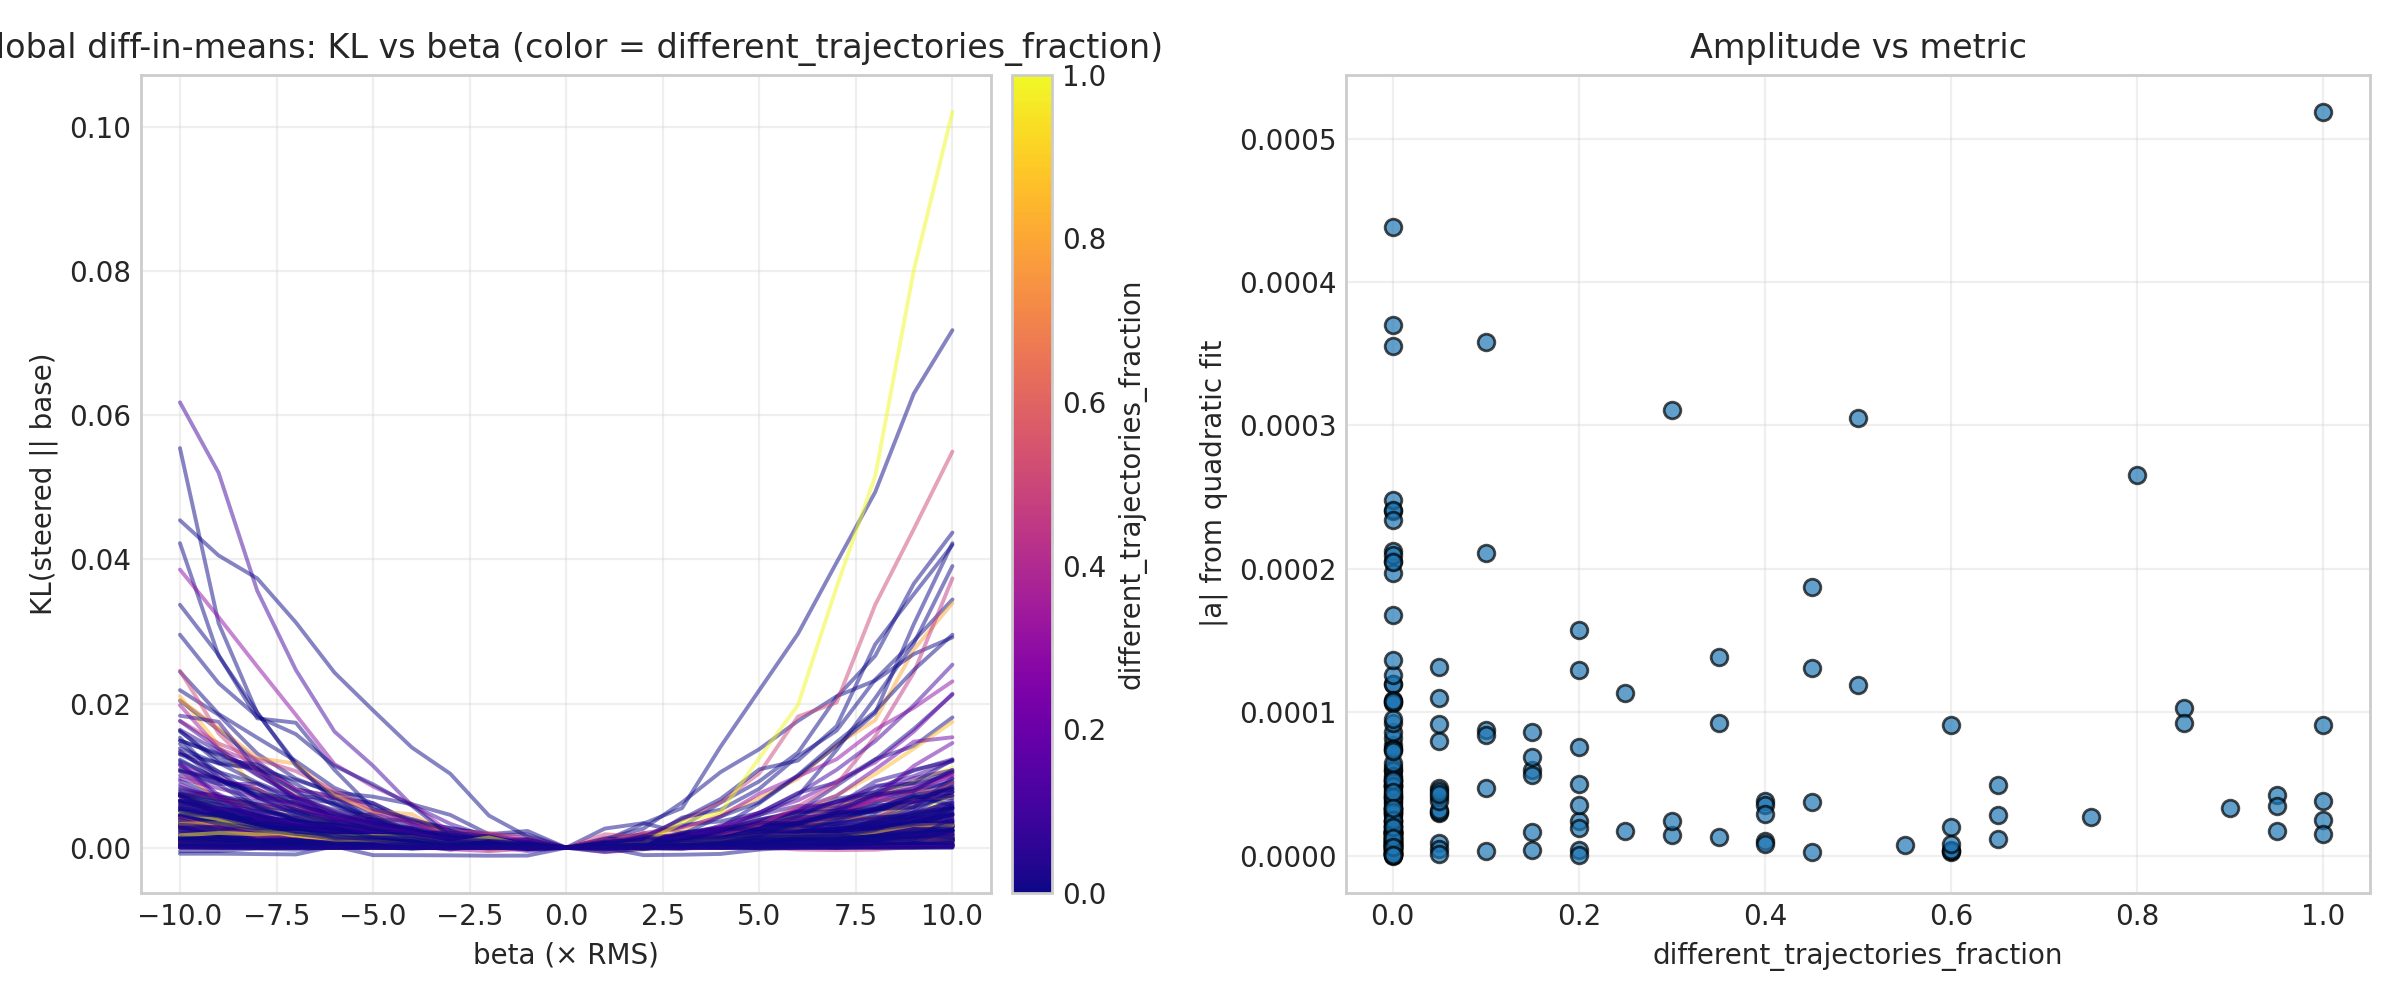 lobal diff-in-means: KL vs beta (color = different_trajectories_fraction)
KL(steered || base)
0.10
0.08
0.06
0.04
0.02
0.00
−10.0 −7.5 −5.0 −2.5 0.0 2.5 5.0 7.5 10.0
beta (× RMS)
1.0
0.8
0.6
0.4
0.2
0.0
different_trajectories_fraction
Amplitude vs metric
|a| from quadratic fit
0.0005
0.0004
0.0003
0.0002
0.0001
0.0000
0.0 0.2 0.4 0.6 0.8 1.0
different_trajectories_fraction